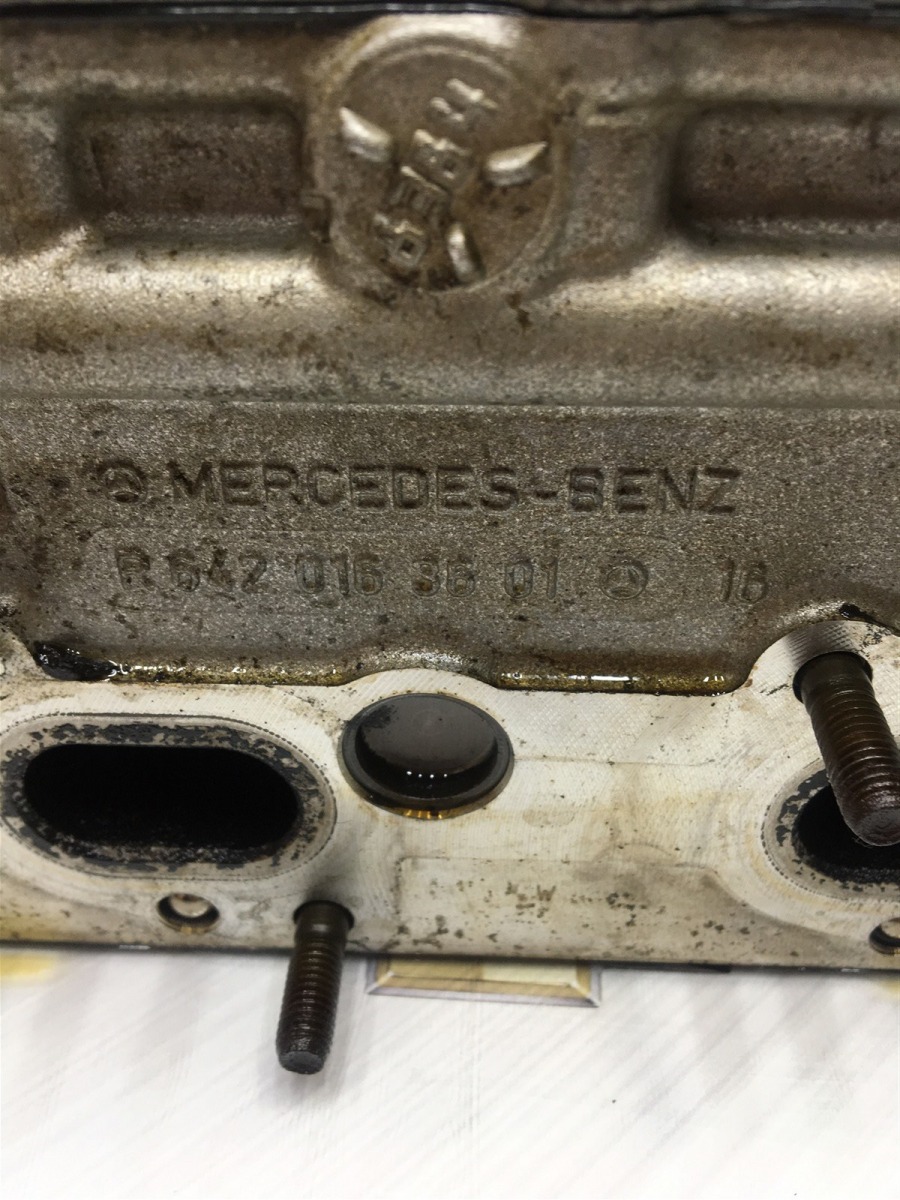 MERCEDES-BENZ
R 642 016 36 01 16